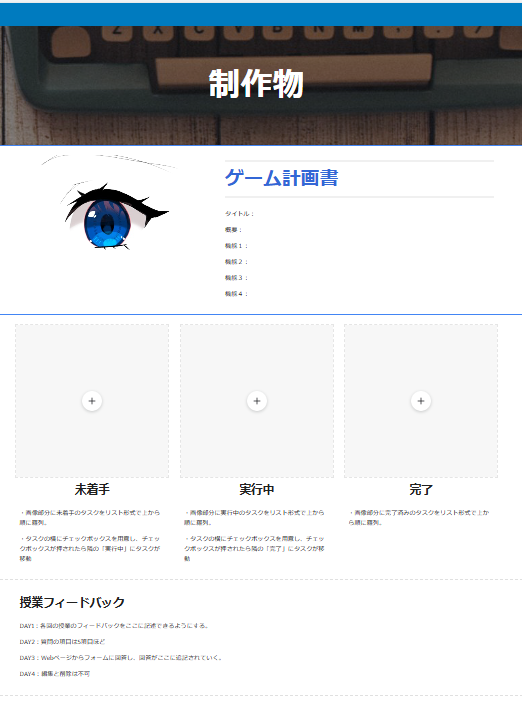 Z X C V B N M
制作物
ゲーム計画書
タイトル：
概要：
機能１：
機能２：
機能３：
機能４：
未着手
・画像部分に未着手のタスクをリスト形式で上から
順に羅列。
・タスクの横にチェックボックスを用意し、チェッ
クボックスが押されたら隣の「実行中」にタスクが
移動
実行中
・画像部分に実行中のタスクをリスト形式で上から
順に羅列。
・タスクの横にチェックボックスを用意し、チェッ
クボックスが押されたら隣の「完了」にタスクが移
動
完了
・画像部分に完了済みのタスクをリスト形式で上か
ら順に羅列。
授業フィードバック
DAY1：各回の授業のフィードバックをここに記述できるようにする。
DAY2：質問の項目は5項目ほど
DAY3：Webページからフォームに回答し、回答がここに追記されていく。
DAY4：編集と削除は不可